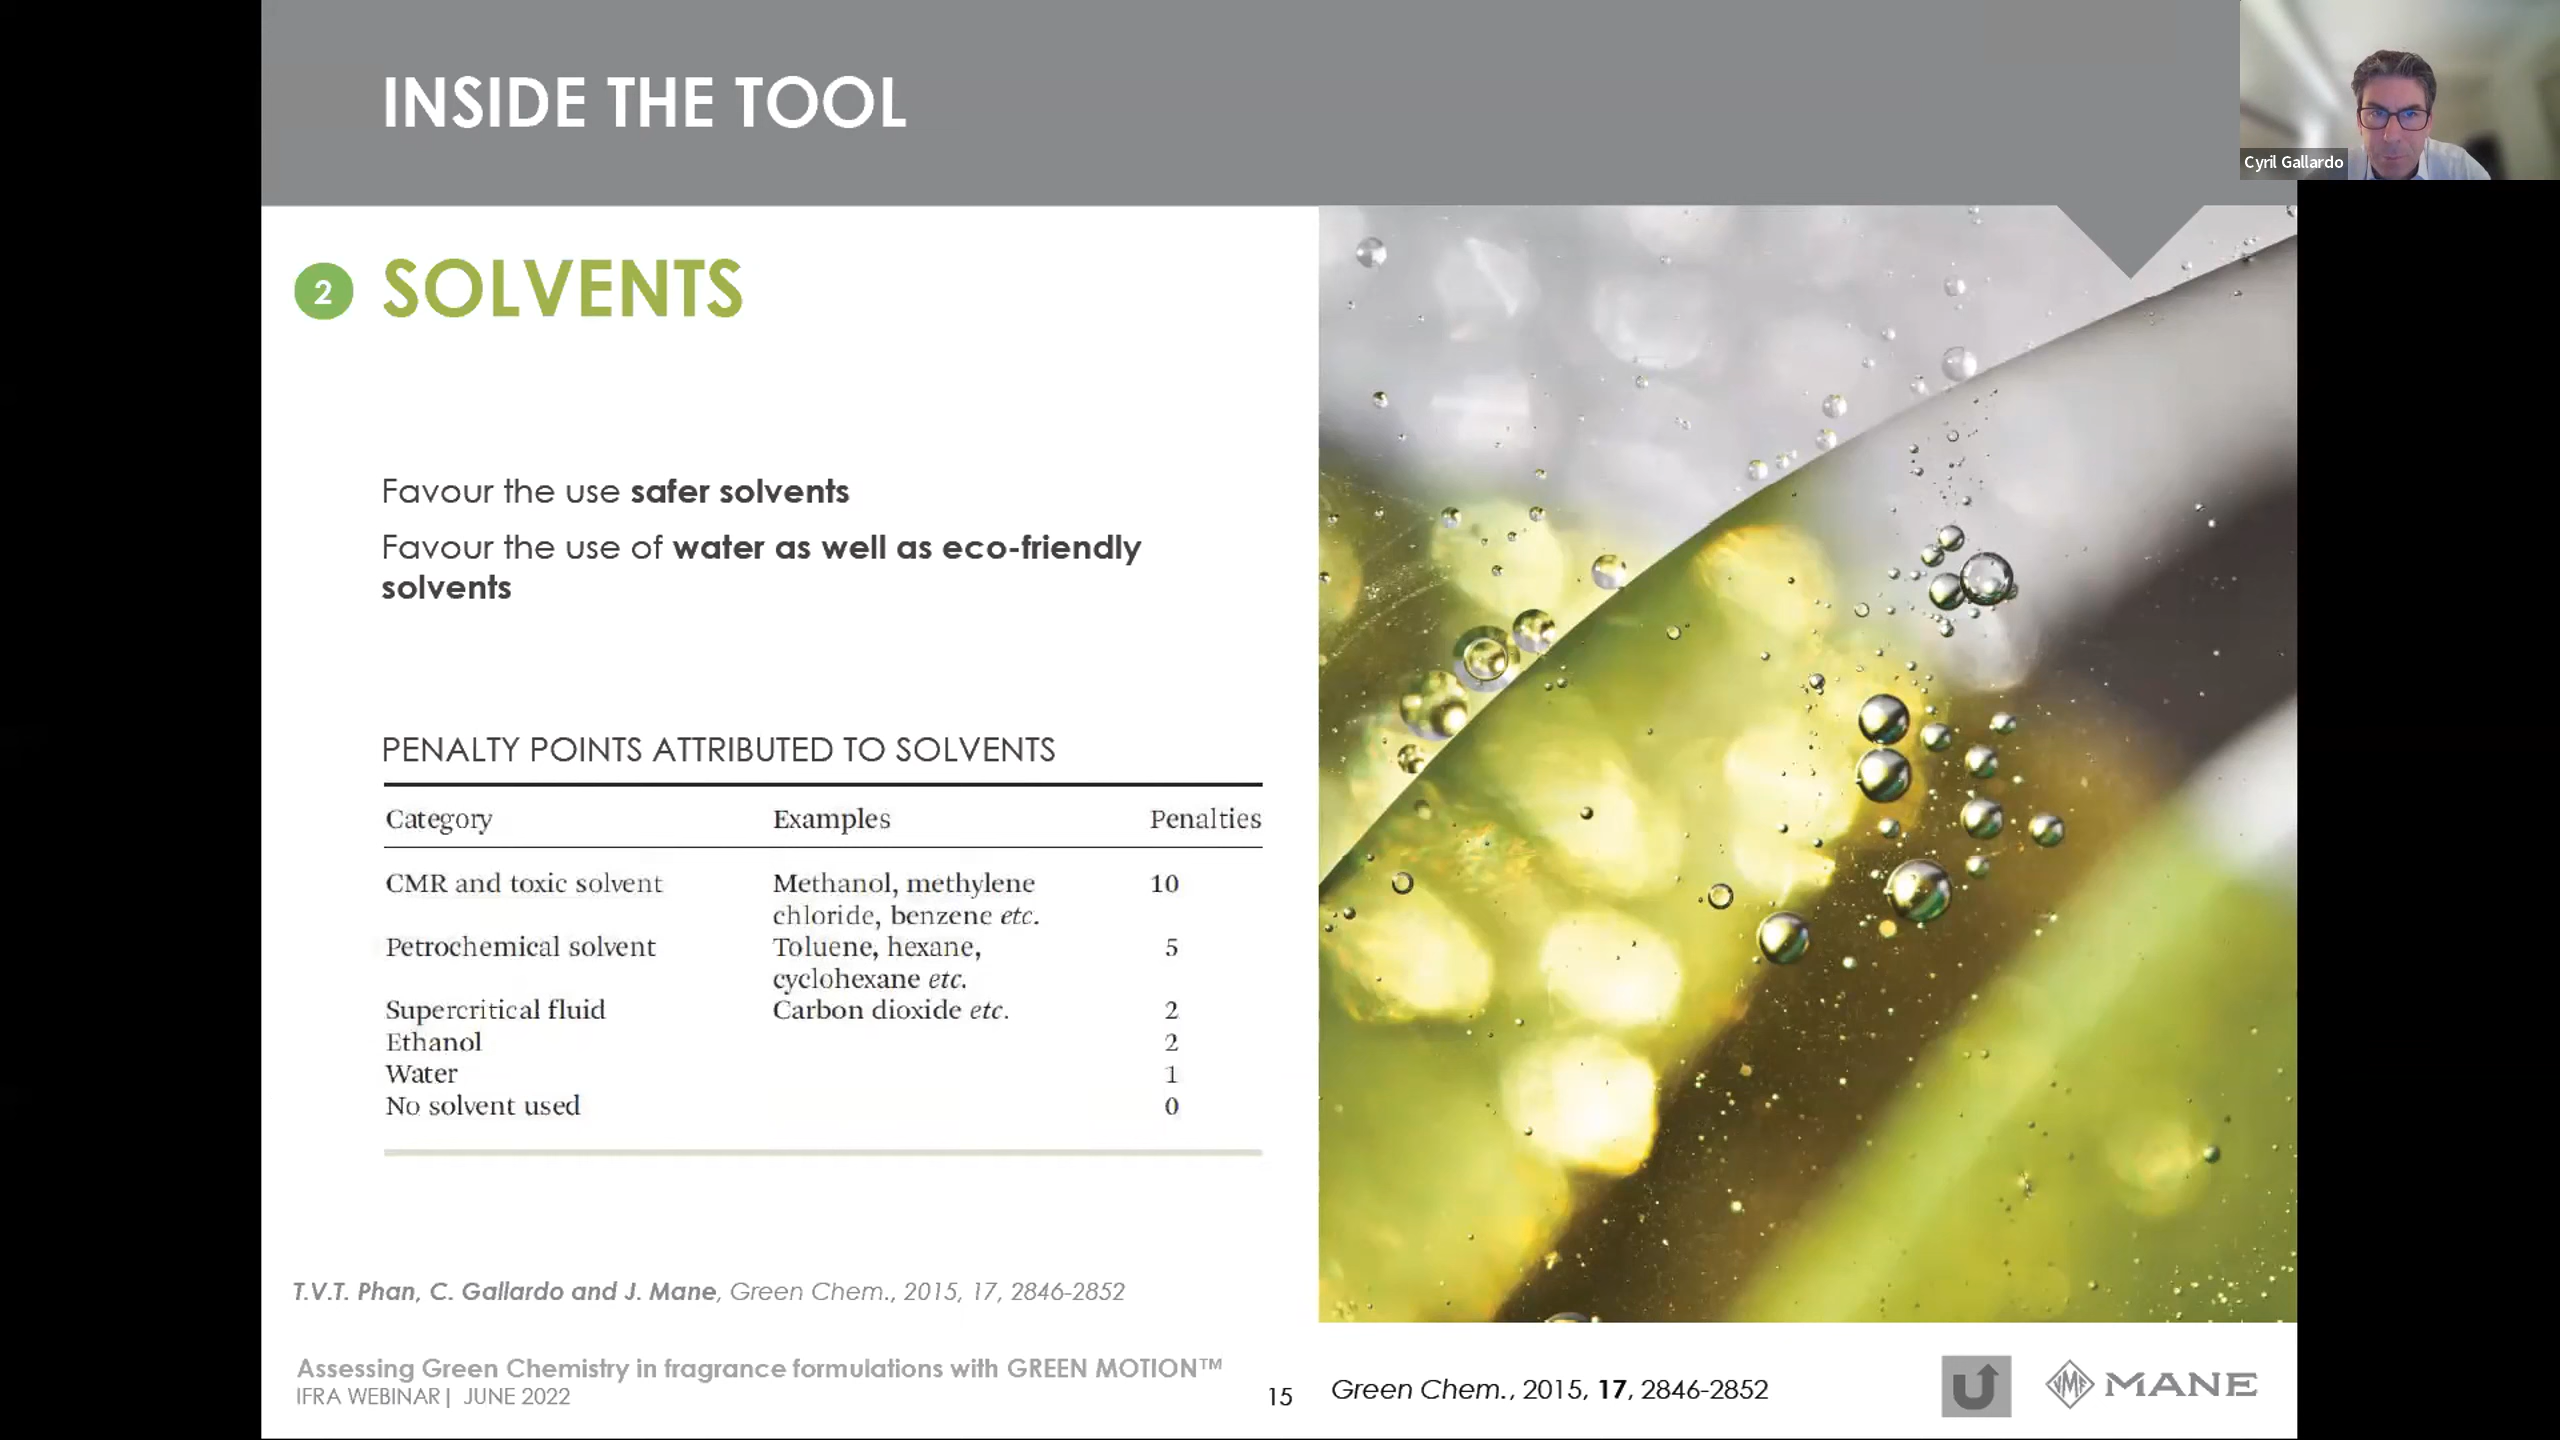 INSIDE THE TOOL
Cyril Gallardo
2 SOLVENTS
Favour the use safer solvents
Favour the use of water as well as eco-friendly
solvents
PENALTY POINTS ATTRIBUTED TO SOLVENTS
Category Examples Penalties
CMR and toxic solvent Methanol, methylene 10
chloride, benzene etc.
Petrochemical solvent Toluene, hexane, 5
cyclohexane etc.
Supercritical fluid Carbon dioxide etc. 2
Ethanol 2
Water 1
No solvent used 0
T.V.T. Phan, C. Gallardo and J. Mane, Green Chem., 2015, 17, 2846-2852
Assessing Green Chemistry in fragrance formulations with GREEN MOTION™
IFRA WEBINAR | JUNE 2022
15
Green Chem., 2015, 17, 2846-2852
VMF MANE